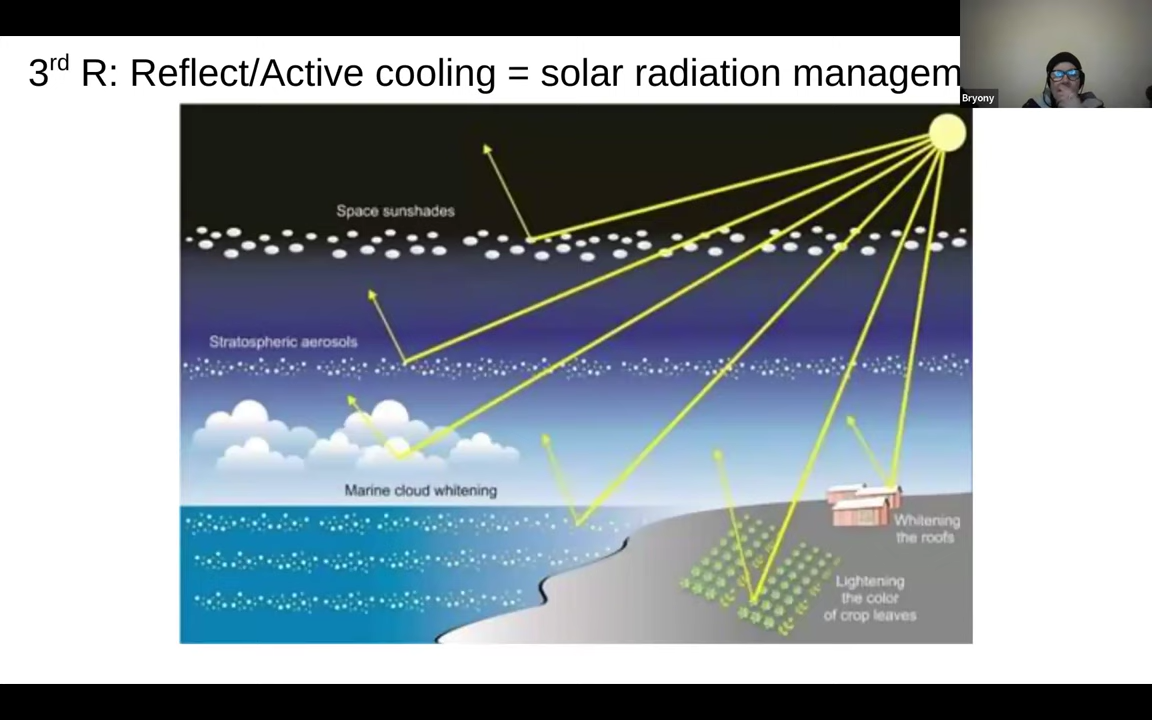 3rd R: Reflect/Active cooling = solar radiation managem
Bryony
Space sunshades
Stratospheric aerosols
Marine cloud whitening
Whitening
the roofs
Lightening
the color
of crop leaves